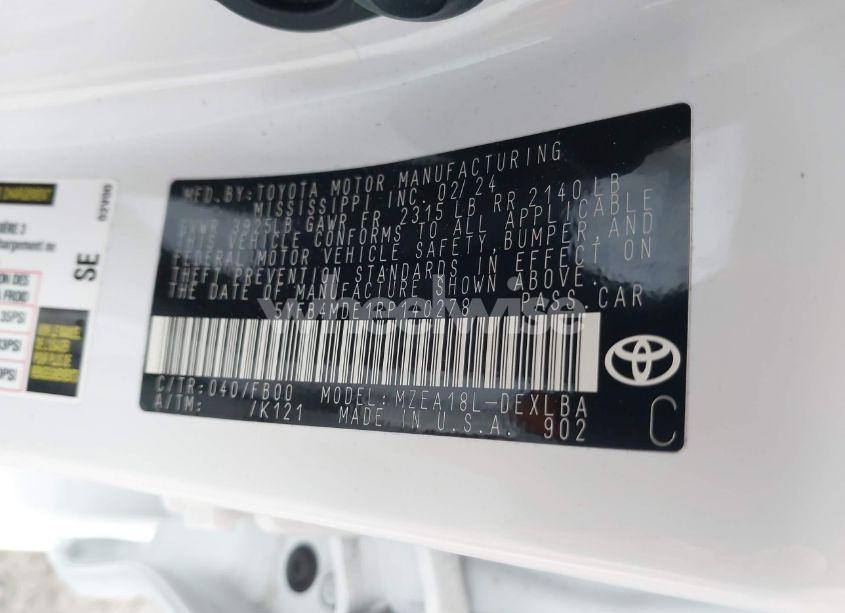 MFD.BY:TOYOTA MOTOR MANUFACTURING
MISSISSIPPI INC. 02/24
GVWR 3925LB GAWR FR 2315 LB RR 2140 LB
THIS VEHICLE CONFORMS TO ALL APPLICABLE
FEDERAL MOTOR VEHICLE SAFETY, BUMPER, AND
THEFT PREVENTION STANDARDS IN EFFECT ON
THE DATE OF MANUFACTURE SHOWN ABOVE.
PASS.CAR
C/TR:040/FB00 MODEL:MZEA18L-DEXLBA
A/TM: /K121 MADE IN U.S.A. 902
C
SE